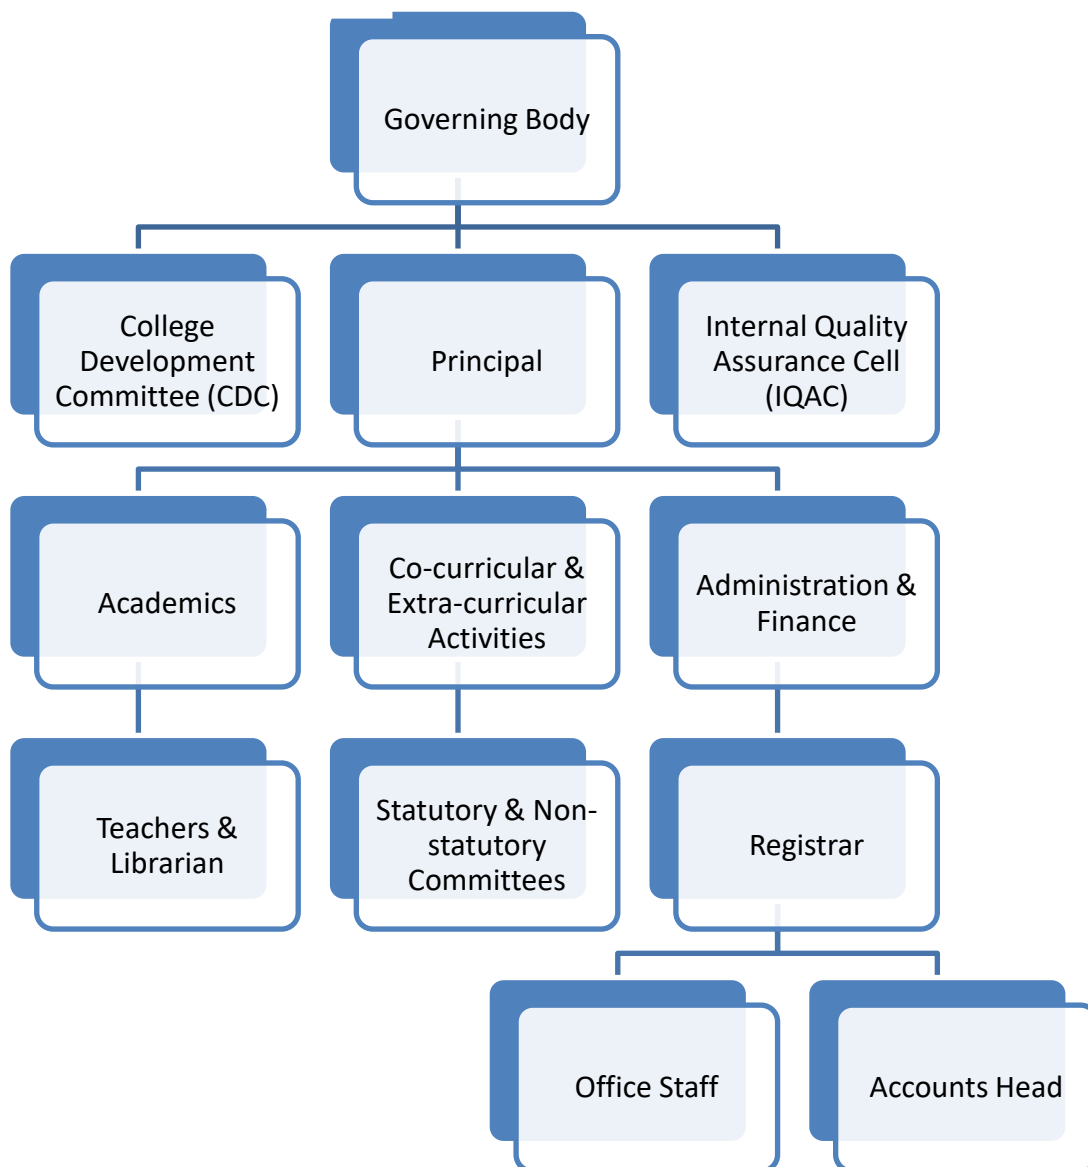 Governing Body
College
Development
Committee (CDC)
Principal
Internal Quality
Assurance Cell
(IQAC)
Academics
Co-curricular &
Extra-curricular
Activities
Administration &
Finance
Teachers &
Librarian
Statutory & Non-
statutory
Committees
Registrar
Office Staff
Accounts Head